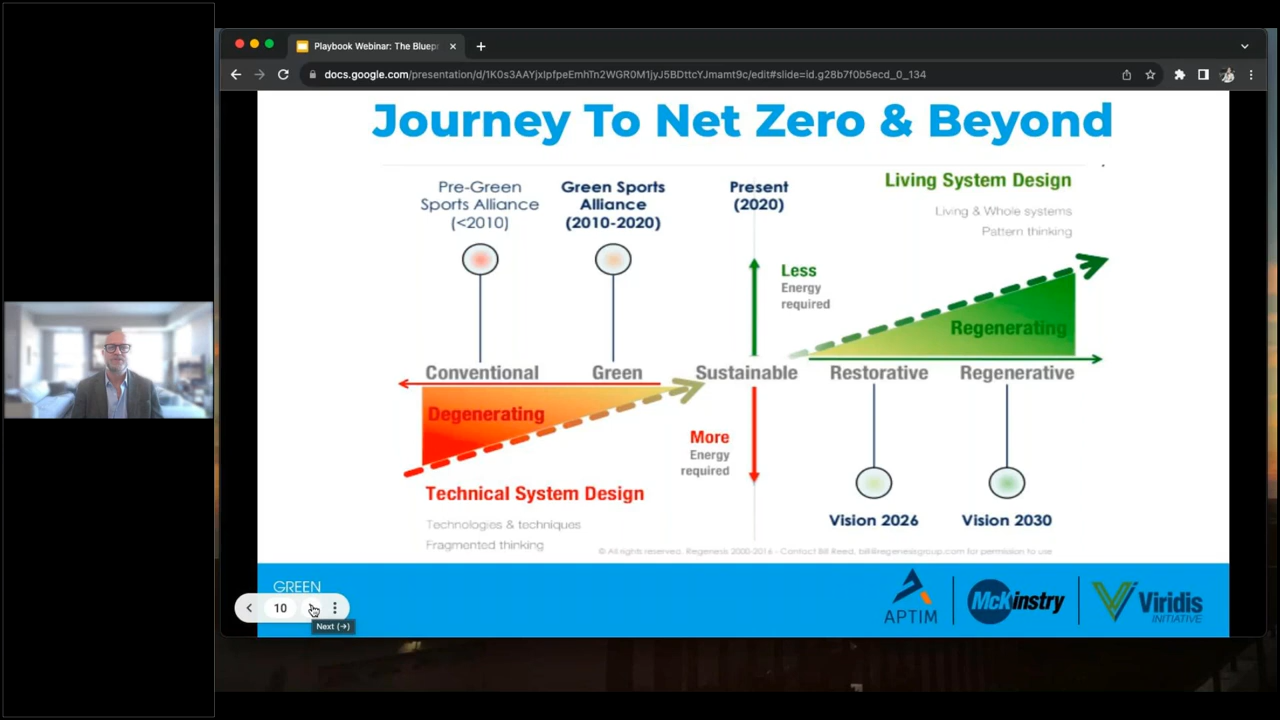 Playbook Webinar: The Bluepr
docs.google.com/presentation/d/1K0s3AAYjxIpfpeEmhTn2WGR0M1jyJ5BDttcYJmamt9c/edit#slide=id.g28b7f0b5ecd_0_134
Journey To Net Zero & Beyond
Pre-Green
Sports Alliance
(<2010)
Green Sports
Alliance
(2010-2020)
Present
(2020)
Living System Design
Living & Whole systems
Pattern thinking
Less
Energy
required
Regenerating
Conventional
Green
Sustainable
Restorative
Regenerative
Degenerating
More
Energy
required
Technical System Design
Technologies & techniques
Fragmented thinking
Vision 2026
Vision 2030
© All rights reserved, Regenesis 2000-2016 - Contact Bill Reed, bill@regenesisgroup.com for permission to use
GREEN
10
Next (→)
APTIM
McKinstry
Viridis
INITIATIVE